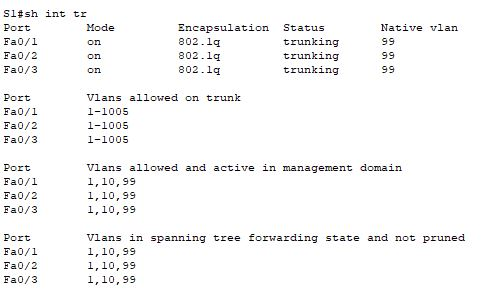 S1#sh int tr
Port Mode Encapsulation Status Native vlan
Fa0/1 on 802.1q trunking 99
Fa0/2 on 802.1q trunking 99
Fa0/3 on 802.1q trunking 99
Port Vlans allowed on trunk
Fa0/1 1-1005
Fa0/2 1-1005
Fa0/3 1-1005
Port Vlans allowed and active in management domain
Fa0/1 1,10,99
Fa0/2 1,10,99
Fa0/3 1,10,99
Port Vlans in spanning tree forwarding state and not pruned
Fa0/1 1,10,99
Fa0/2 1,10,99
Fa0/3 1,10,99